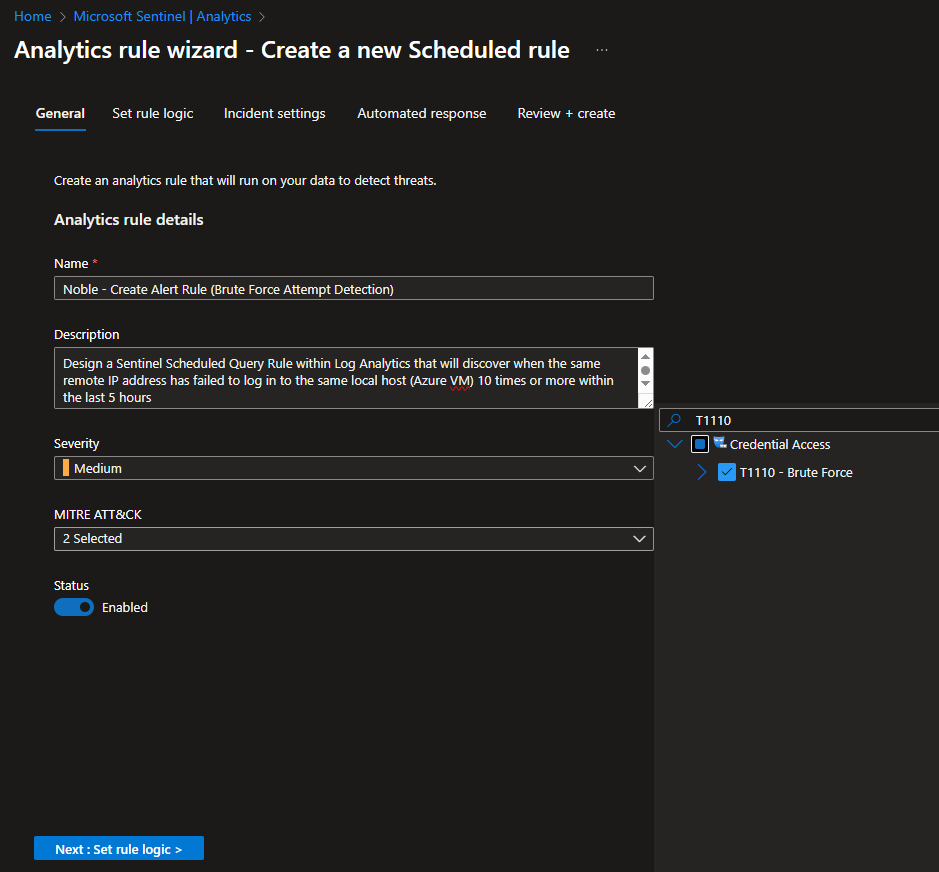 Home > Microsoft Sentinel | Analytics >
Analytics rule wizard - Create a new Scheduled rule ...
General Set rule logic Incident settings Automated response Review + create
Create an analytics rule that will run on your data to detect threats.
Analytics rule details
Name *
Noble - Create Alert Rule (Brute Force Attempt Detection)
Description
Design a Sentinel Scheduled Query Rule within Log Analytics that will discover when the same
remote IP address has failed to log in to the same local host (Azure VM) 10 times or more within
the last 5 hours
Severity
Medium
MITRE ATT&CK
2 Selected
Status
Enabled
T1110
Credential Access
T1110 - Brute Force
Next : Set rule logic >